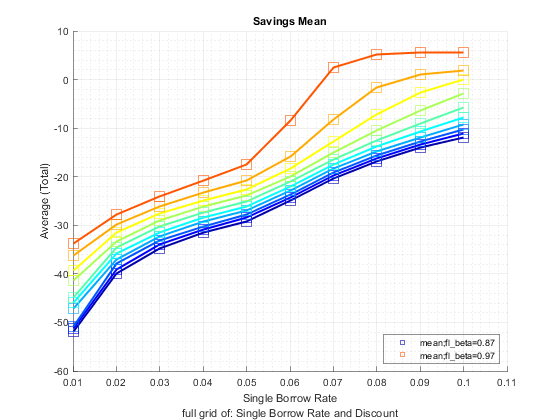 Savings Mean
10
0
-10
-20
-30
-40
-50
-60
Average (Total)
0.01 0.02 0.03 0.04 0.05 0.06 0.07 0.08 0.09 0.1 0.11
mean;fl_beta=0.87
mean;fl_beta=0.97
Single Borrow Rate
full grid of: Single Borrow Rate and Discount